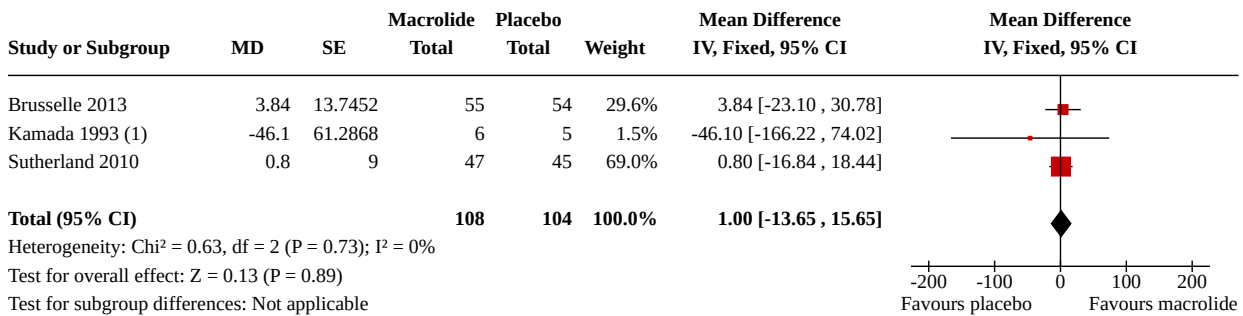 Macrolide Placebo Mean Difference Mean Difference
Study or Subgroup MD SE Total Total Weight IV, Fixed, 95% CI IV, Fixed, 95% CI
Brusselle 2013 3.84 13.7452 55 54 29.6% 3.84 [-23.10 , 30.78]
Kamada 1993 (1) -46.1 61.2868 6 5 1.5% -46.10 [-166.22 , 74.02]
Sutherland 2010 0.8 9 47 45 69.0% 0.80 [-16.84 , 18.44]
Total (95% CI) 108 104 100.0% 1.00 [-13.65 , 15.65]
Heterogeneity: Chi² = 0.63, df = 2 (P = 0.73); I² = 0%
Test for overall effect: Z = 0.13 (P = 0.89) -200 -100 0 100 200
Test for subgroup differences: Not applicable Favours placebo Favours macrolide